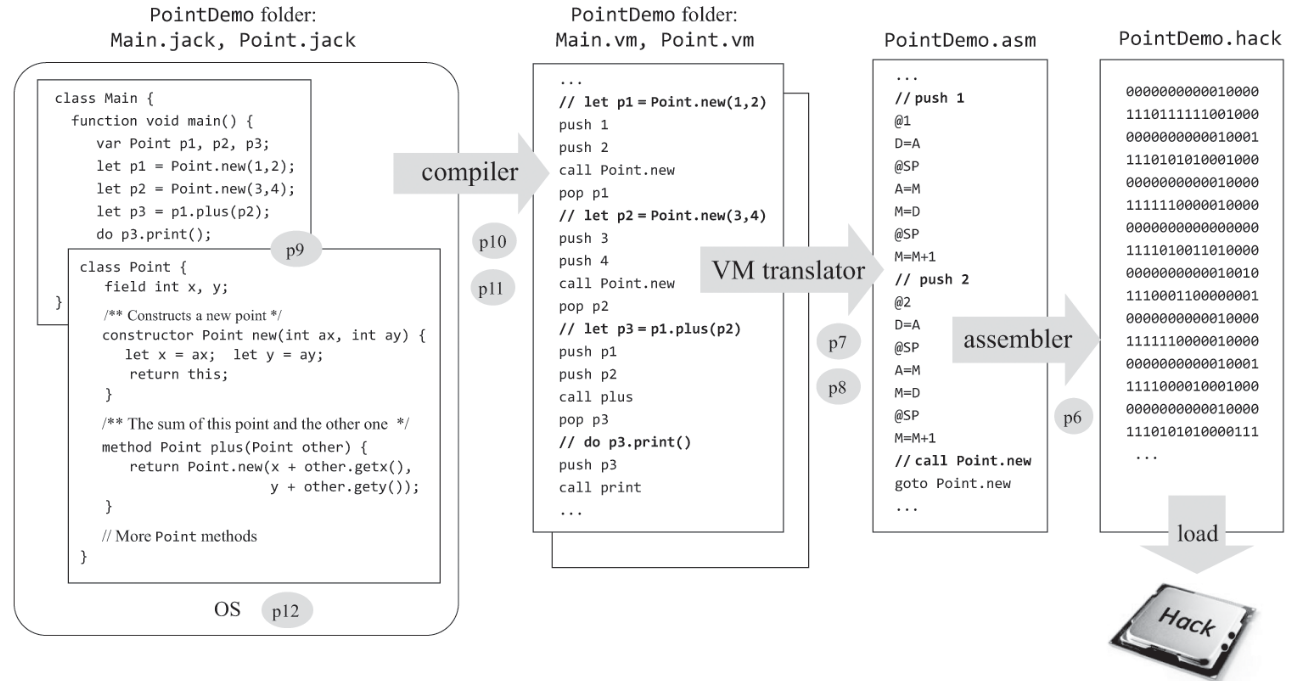 PointDemo folder:
Main.jack, Point.jack
class Main {
function void main() {
var Point p1, p2, p3;
let p1 = Point.new(1,2);
let p2 = Point.new(3,4);
let p3 = p1.plus(p2);
do p3.print();
}
p9
class Point {
field int x, y;
/** Constructs a new point */
constructor Point new(int ax, int ay) {
let x = ax; let y = ay;
return this;
}
/** The sum of this point and the other one */
method Point plus(Point other) {
return Point.new(x + other.getx(),
y + other.gety());
}
// More Point methods
}
OS
p12
compiler
p10
p11
PointDemo folder:
Main.vm, Point.vm
...
// let p1 = Point.new(1,2)
push 1
push 2
call Point.new
pop p1
// let p2 = Point.new(3,4)
push 3
push 4
call Point.new
pop p2
// let p3 = p1.plus(p2)
push p1
push p2
call plus
pop p3
// do p3.print()
push p3
call print
...
VM translator
p7
p8
PointDemo.asm
...
// push 1
@1
D=A
@SP
A=M
M=D
@SP
M=M+1
// push 2
@2
D=A
@SP
A=M
M=D
@SP
M=M+1
// call Point.new
goto Point.new
...
assembler
p6
PointDemo.hack
0000000000010000
1110111111001000
0000000000010001
1110101010001000
0000000000010000
1111110000010000
0000000000000000
1111010011010000
0000000000010010
1110001100000001
0000000000010000
1111110000010000
0000000000010001
1111000010001000
0000000000010000
1110101010000111
...
load
Hack